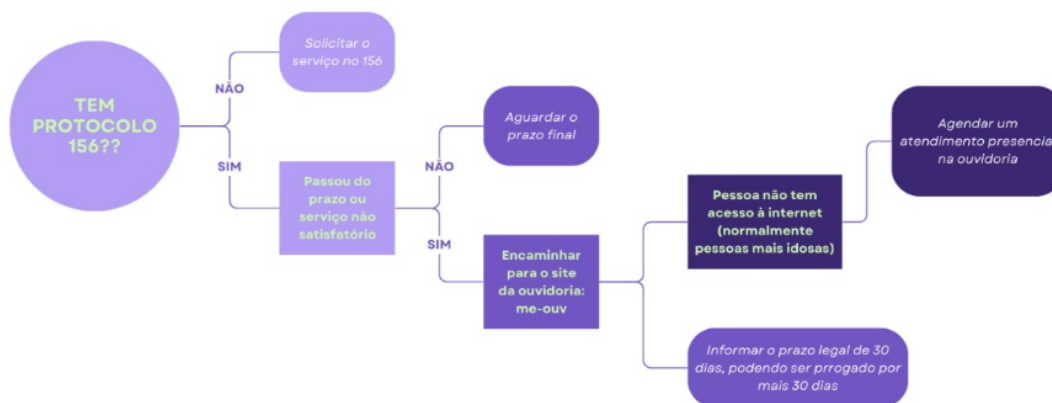 TEM
PROTOCOLO
156??
NÃO
Solicitar o
serviço no 156
SIM
Passou do
prazo ou
serviço não
satisfatório
NÃO
Aguardar o
prazo final
SIM
Encaminhar
para o site
da ouvidoria:
me-ouv
Pessoa não tem
acesso à internet
(normalmente
pessoas mais idosas)
Agendar um
atendimento presencia
na ouvidoria
Informar o prazo legal de 30
dias, podendo ser prrogado por
mais 30 dias